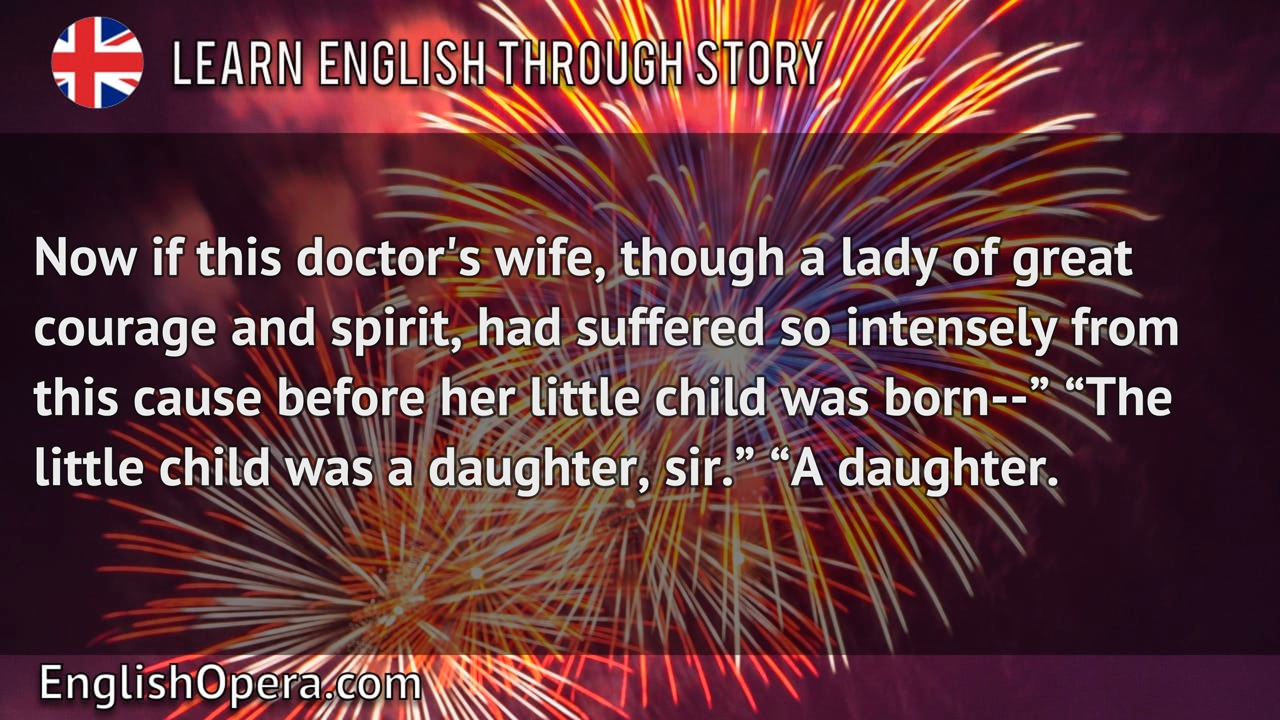 LEARN ENGLISH THROUGH STORY
Now if this doctor's wife, though a lady of great
courage and spirit, had suffered so intensely from
this cause before her little child was born--” “The
little child was a daughter, sir.” “A daughter.
EnglishOpera.com